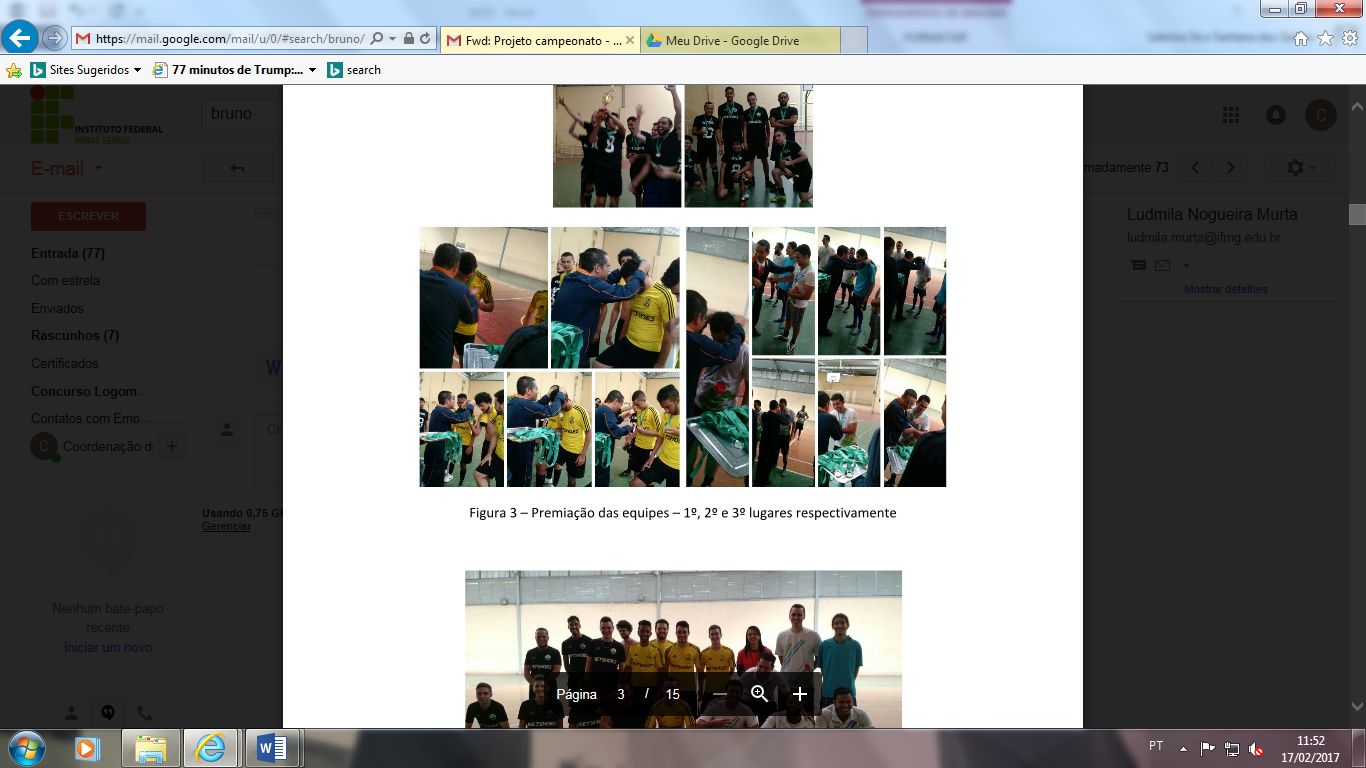 https://mail.google.com/mail/u/0/#search/bruno/
Fwd: Projeto campeonato - ...
Meu Drive - Google Drive
Sites Sugeridos
77 minutos de Trump:...
search
INSTITUTO FEDERAL
MINAS GERAIS
bruno
C
E-mail
madamente 73
ESCREVER
Ludmila Nogueira Murta
ludmila.murta@ifmg.edu.br
Mostrar detalhes
Entrada (77)
Com estrela
Enviados
Rascunhos (7)
Certificados
Concurso Logom...
Contatos com Emp...
C
Coordenação d
W
Cli
Usando 0,75 G
Gerenciar
Nenhum bate-papo
recente
Iniciar um novo
Figura 3 – Premiação das equipes – 1º, 2º e 3º lugares respectivamente
NETSHOES
Página 3 / 15
PT
11:52
17/02/2017